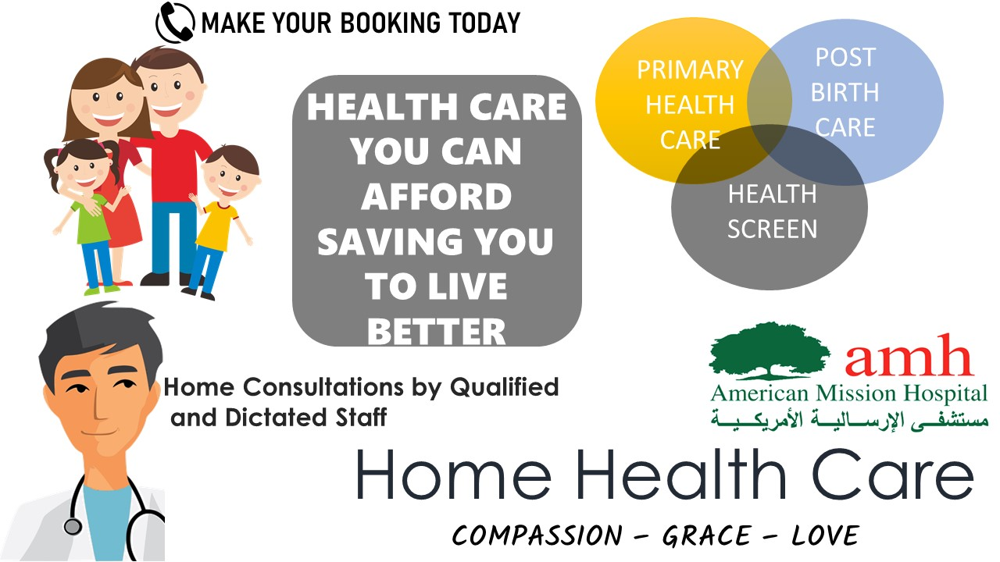 MAKE YOUR BOOKING TODAY
HEALTH CARE
YOU CAN
AFFORD
SAVING YOU
TO LIVE
BETTER
PRIMARY
HEALTH
CARE
POST
BIRTH
CARE
HEALTH
SCREEN
amh
American Mission Hospital
مستشفى الإرسالية الأمريكية
Home Consultations by Qualified
and Dictated Staff
Home Health Care
COMPASSION – GRACE – LOVE